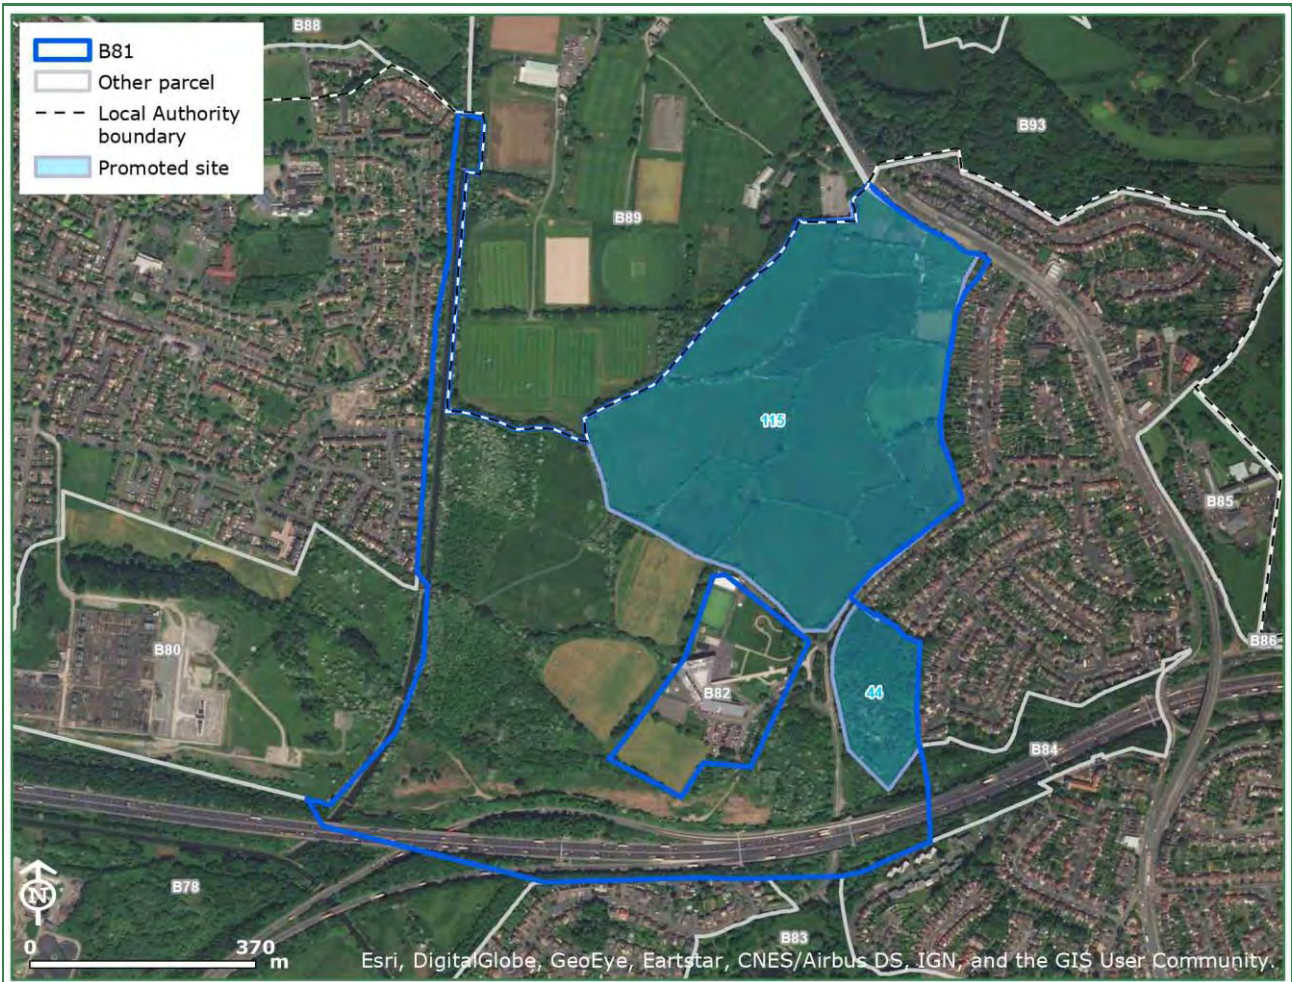 B88
B81
Other parcel
Local Authority
boundary
Promoted site
B93
B89
115
B85
B86
B80
B82
44
B84
B78
N
B83
0 370
m
Esri, DigitalGlobe, GeoEye, Eartstar, CNES/Airbus DS, IGN, and the GIS User Community.